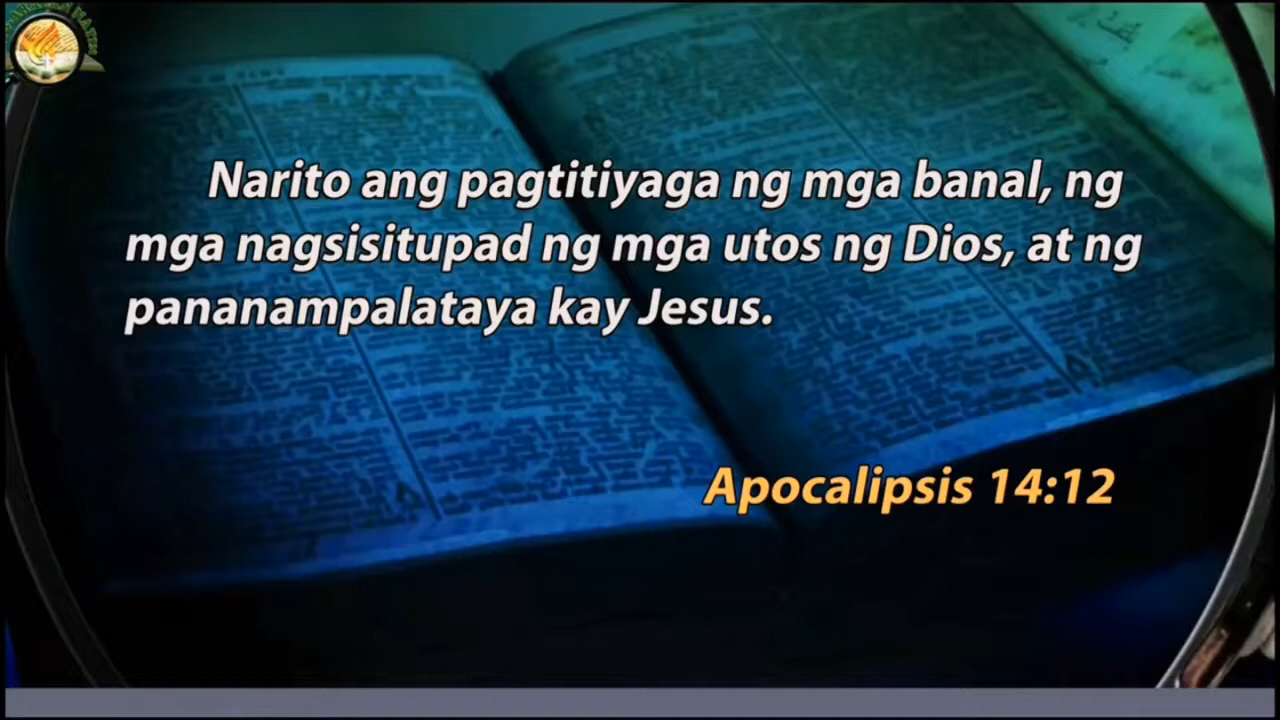 Narito ang pagtitiyaga ng mga banal, ng
mga nagsisitupad ng mga utos ng Dios, at ng
pananampalataya kay Jesus.
Apocalipsis 14:12